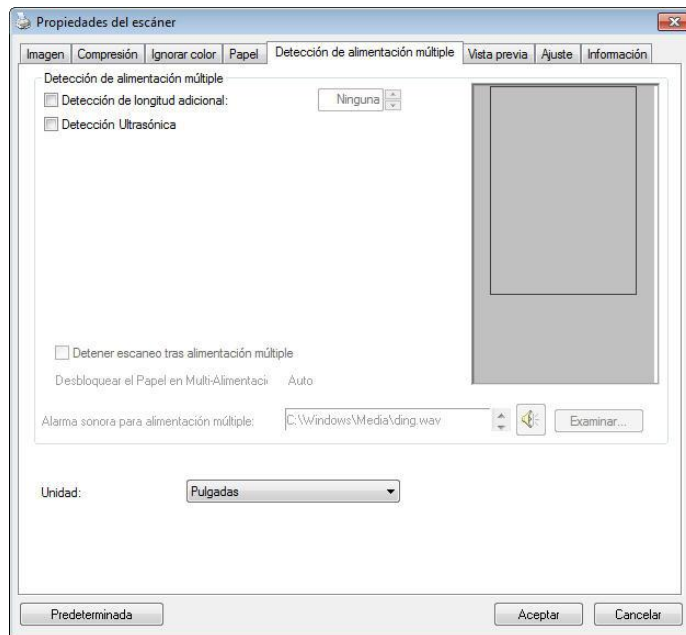 Propiedades del escáner
Imagen Compresión Ignorar color Papel Detección de alimentación múltiple Vista previa Ajuste Información
Detección de alimentación múltiple
Detección de longitud adicional: Ninguna
Detección Ultrasónica
Detener escaneo tras alimentación múltiple
Desbloquear el Papel en Multi-Alimentaci Auto
Alarma sonora para alimentación múltiple: C:\Windows\Media\ding.wav Examinar...
Unidad: Pulgadas
Predeterminada Aceptar Cancelar